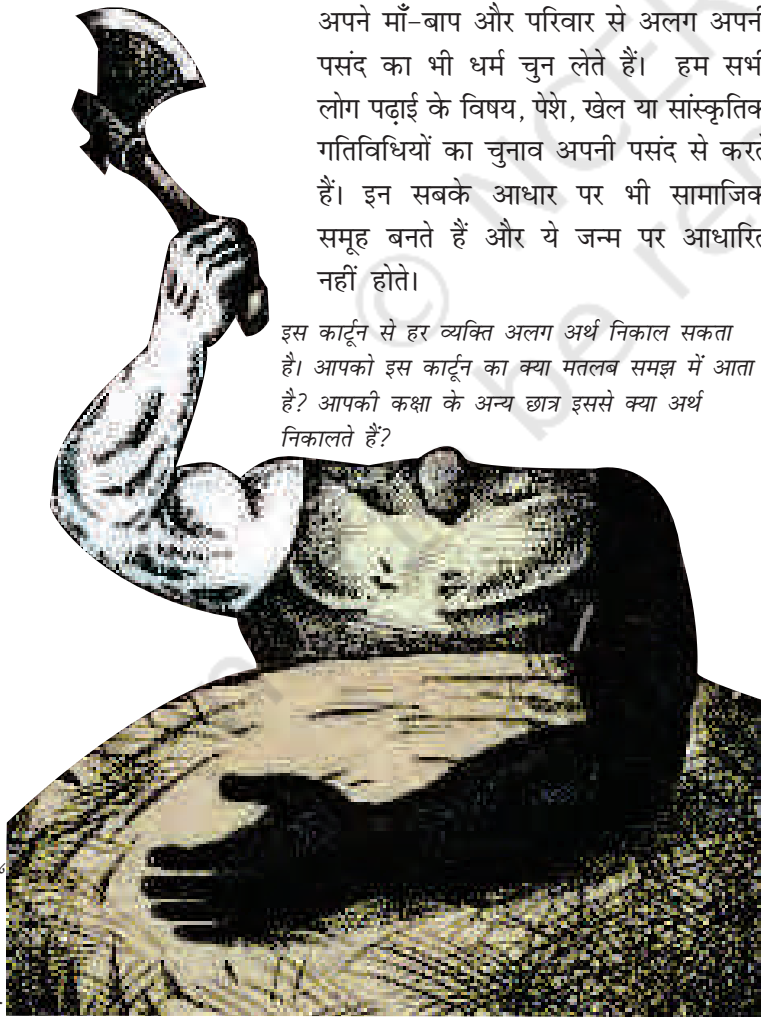 अपने माँ-बाप और परिवार से अलग अपनी
पसंद का भी धर्म चुन लेते हैं। हम सभी
लोग पढ़ाई के विषय, पेशे, खेल या सांस्कृतिक
गतिविधियों का चुनाव अपनी पसंद से करते
हैं। इन सबके आधार पर भी सामाजिक
समूह बनते हैं और ये जन्म पर आधारित
नहीं होते।
इस कार्टून से हर व्यक्ति अलग अर्थ निकाल सकता
है। आपको इस कार्टून का क्या मतलब समझ में आता
है? आपकी कक्षा के अन्य छात्र इससे क्या अर्थ
निकालते हैं?